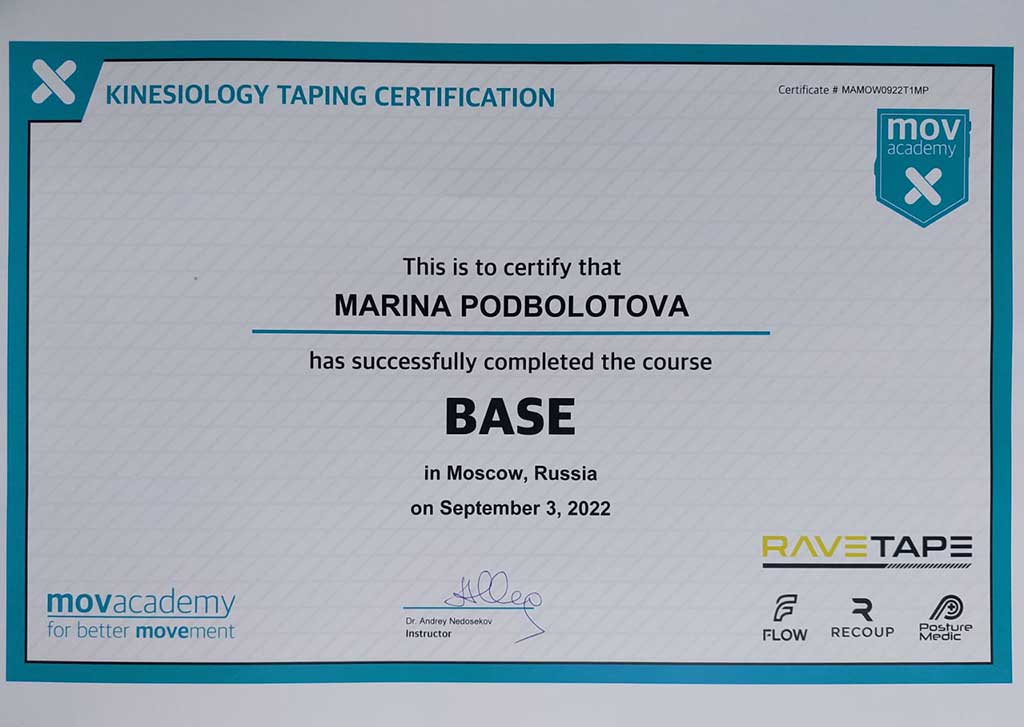 KINESIOLOGY TAPING CERTIFICATION
Certificate # MAMOW0922T1MP
mov
academy
This is to certify that
MARINA PODBOLOTOVA
has successfully completed the course
BASE
in Moscow, Russia
on September 3, 2022
RAVETAPE
movacademy
for better movement
Dr. Andrey Nedosekov
Instructor
FLOW
RECOUP
Posture
Medic